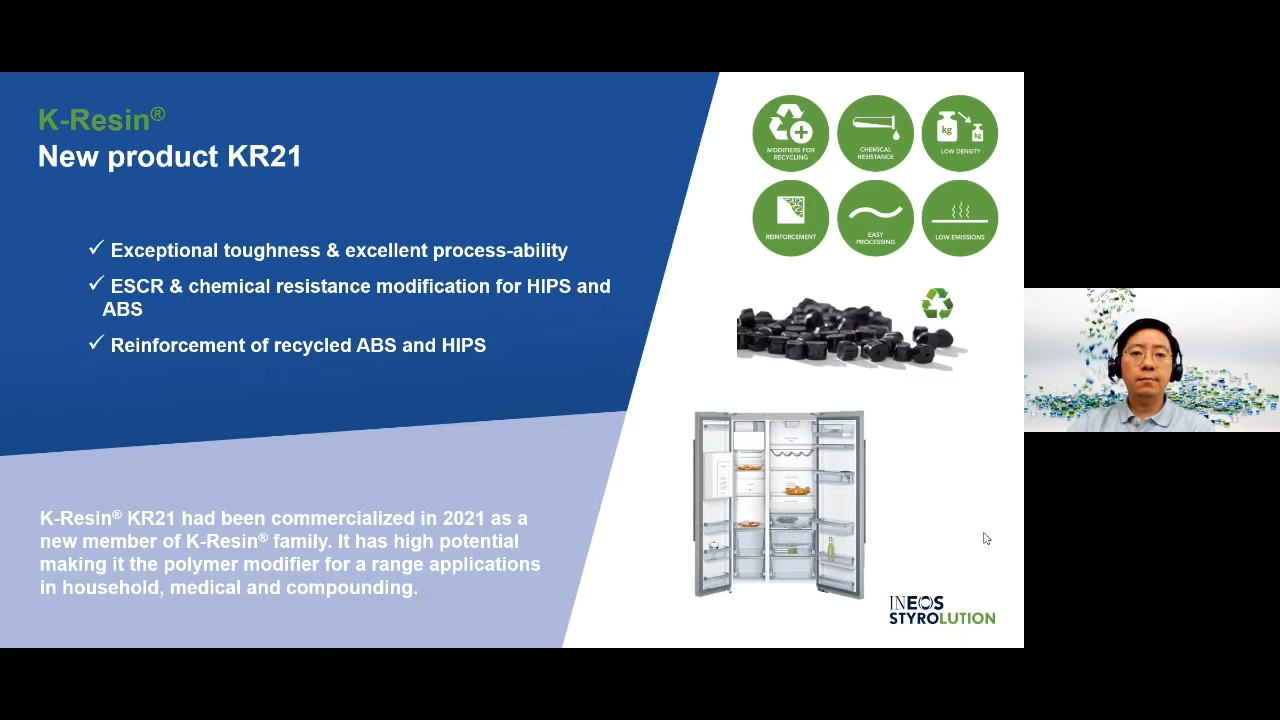 K-Resin®
New product KR21
✓ Exceptional toughness & excellent process-ability
✓ ESCR & chemical resistance modification for HIPS and
ABS
✓ Reinforcement of recycled ABS and HIPS
K-Resin® KR21 had been commercialized in 2021 as a
new member of K-Resin® family. It has high potential
making it the polymer modifier for a range applications
in household, medical and compounding.
MODIFIERS FOR
RECYCLING
CHEMICAL
RESISTANCE
kg
kg
LOW DENSITY
REINFORCEMENT
EASY
PROCESSING
LOW EMISSIONS
INEOS
STYROLUTION